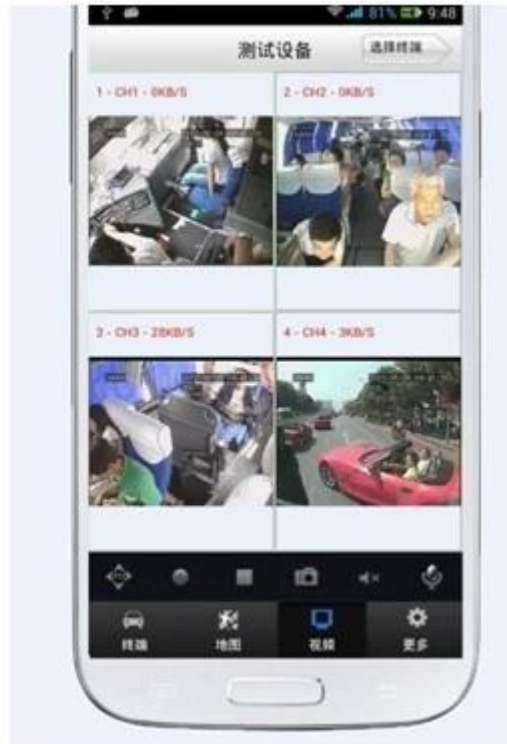 81% 9:48
测试设备
选择终端
1 - CH1 - 0KB/S
2 - CH2 - 0KB/S
3 - CH3 - 28KB/S
4 - CH4 - 3KB/S
终端 地图 视频 更多